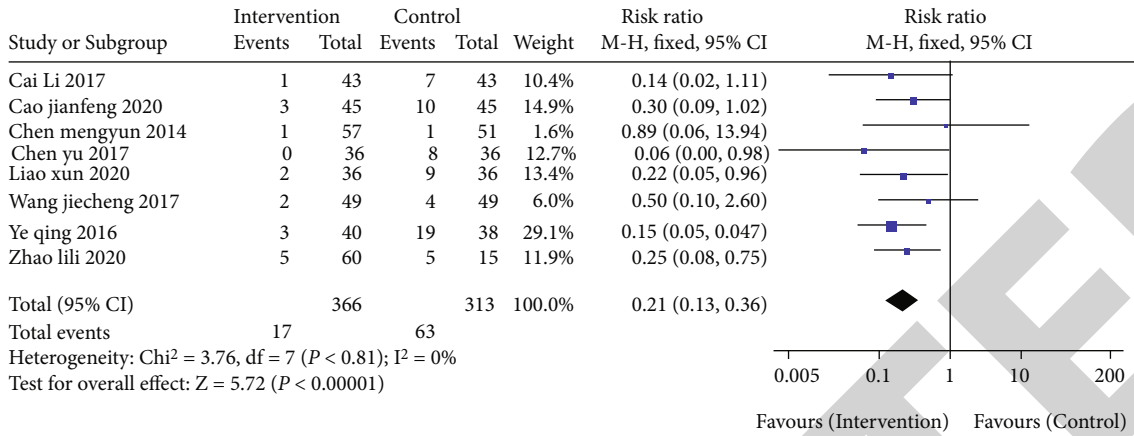 Intervention Control Risk ratio Risk ratio
Study or Subgroup Events Total Events Total Weight M-H, fixed, 95% CI M-H, fixed, 95% CI
Cai Li 2017 1 43 7 43 10.4% 0.14 (0.02, 1.11)
Cao jianfeng 2020 3 45 10 45 14.9% 0.30 (0.09, 1.02)
Chen mengyun 2014 1 57 1 51 1.6% 0.89 (0.06, 13.94)
Chen yu 2017 0 36 8 36 12.7% 0.06 (0.00, 0.98)
Liao xun 2020 2 36 9 36 13.4% 0.22 (0.05, 0.96)
Wang jiecheng 2017 2 49 4 49 6.0% 0.50 (0.10, 2.60)
Ye qing 2016 3 40 19 38 29.1% 0.15 (0.05, 0.047)
Zhao lili 2020 5 60 5 15 11.9% 0.25 (0.08, 0.75)
Total (95% CI) 366 313 100.0% 0.21 (0.13, 0.36)
Total events 17 63
Heterogeneity: Chi² = 3.76, df = 7 (P < 0.81); I² = 0%
Test for overall effect: Z = 5.72 (P < 0.00001)
0.005 0.1 1 10 200
Favours (Intervention) Favours (Control)